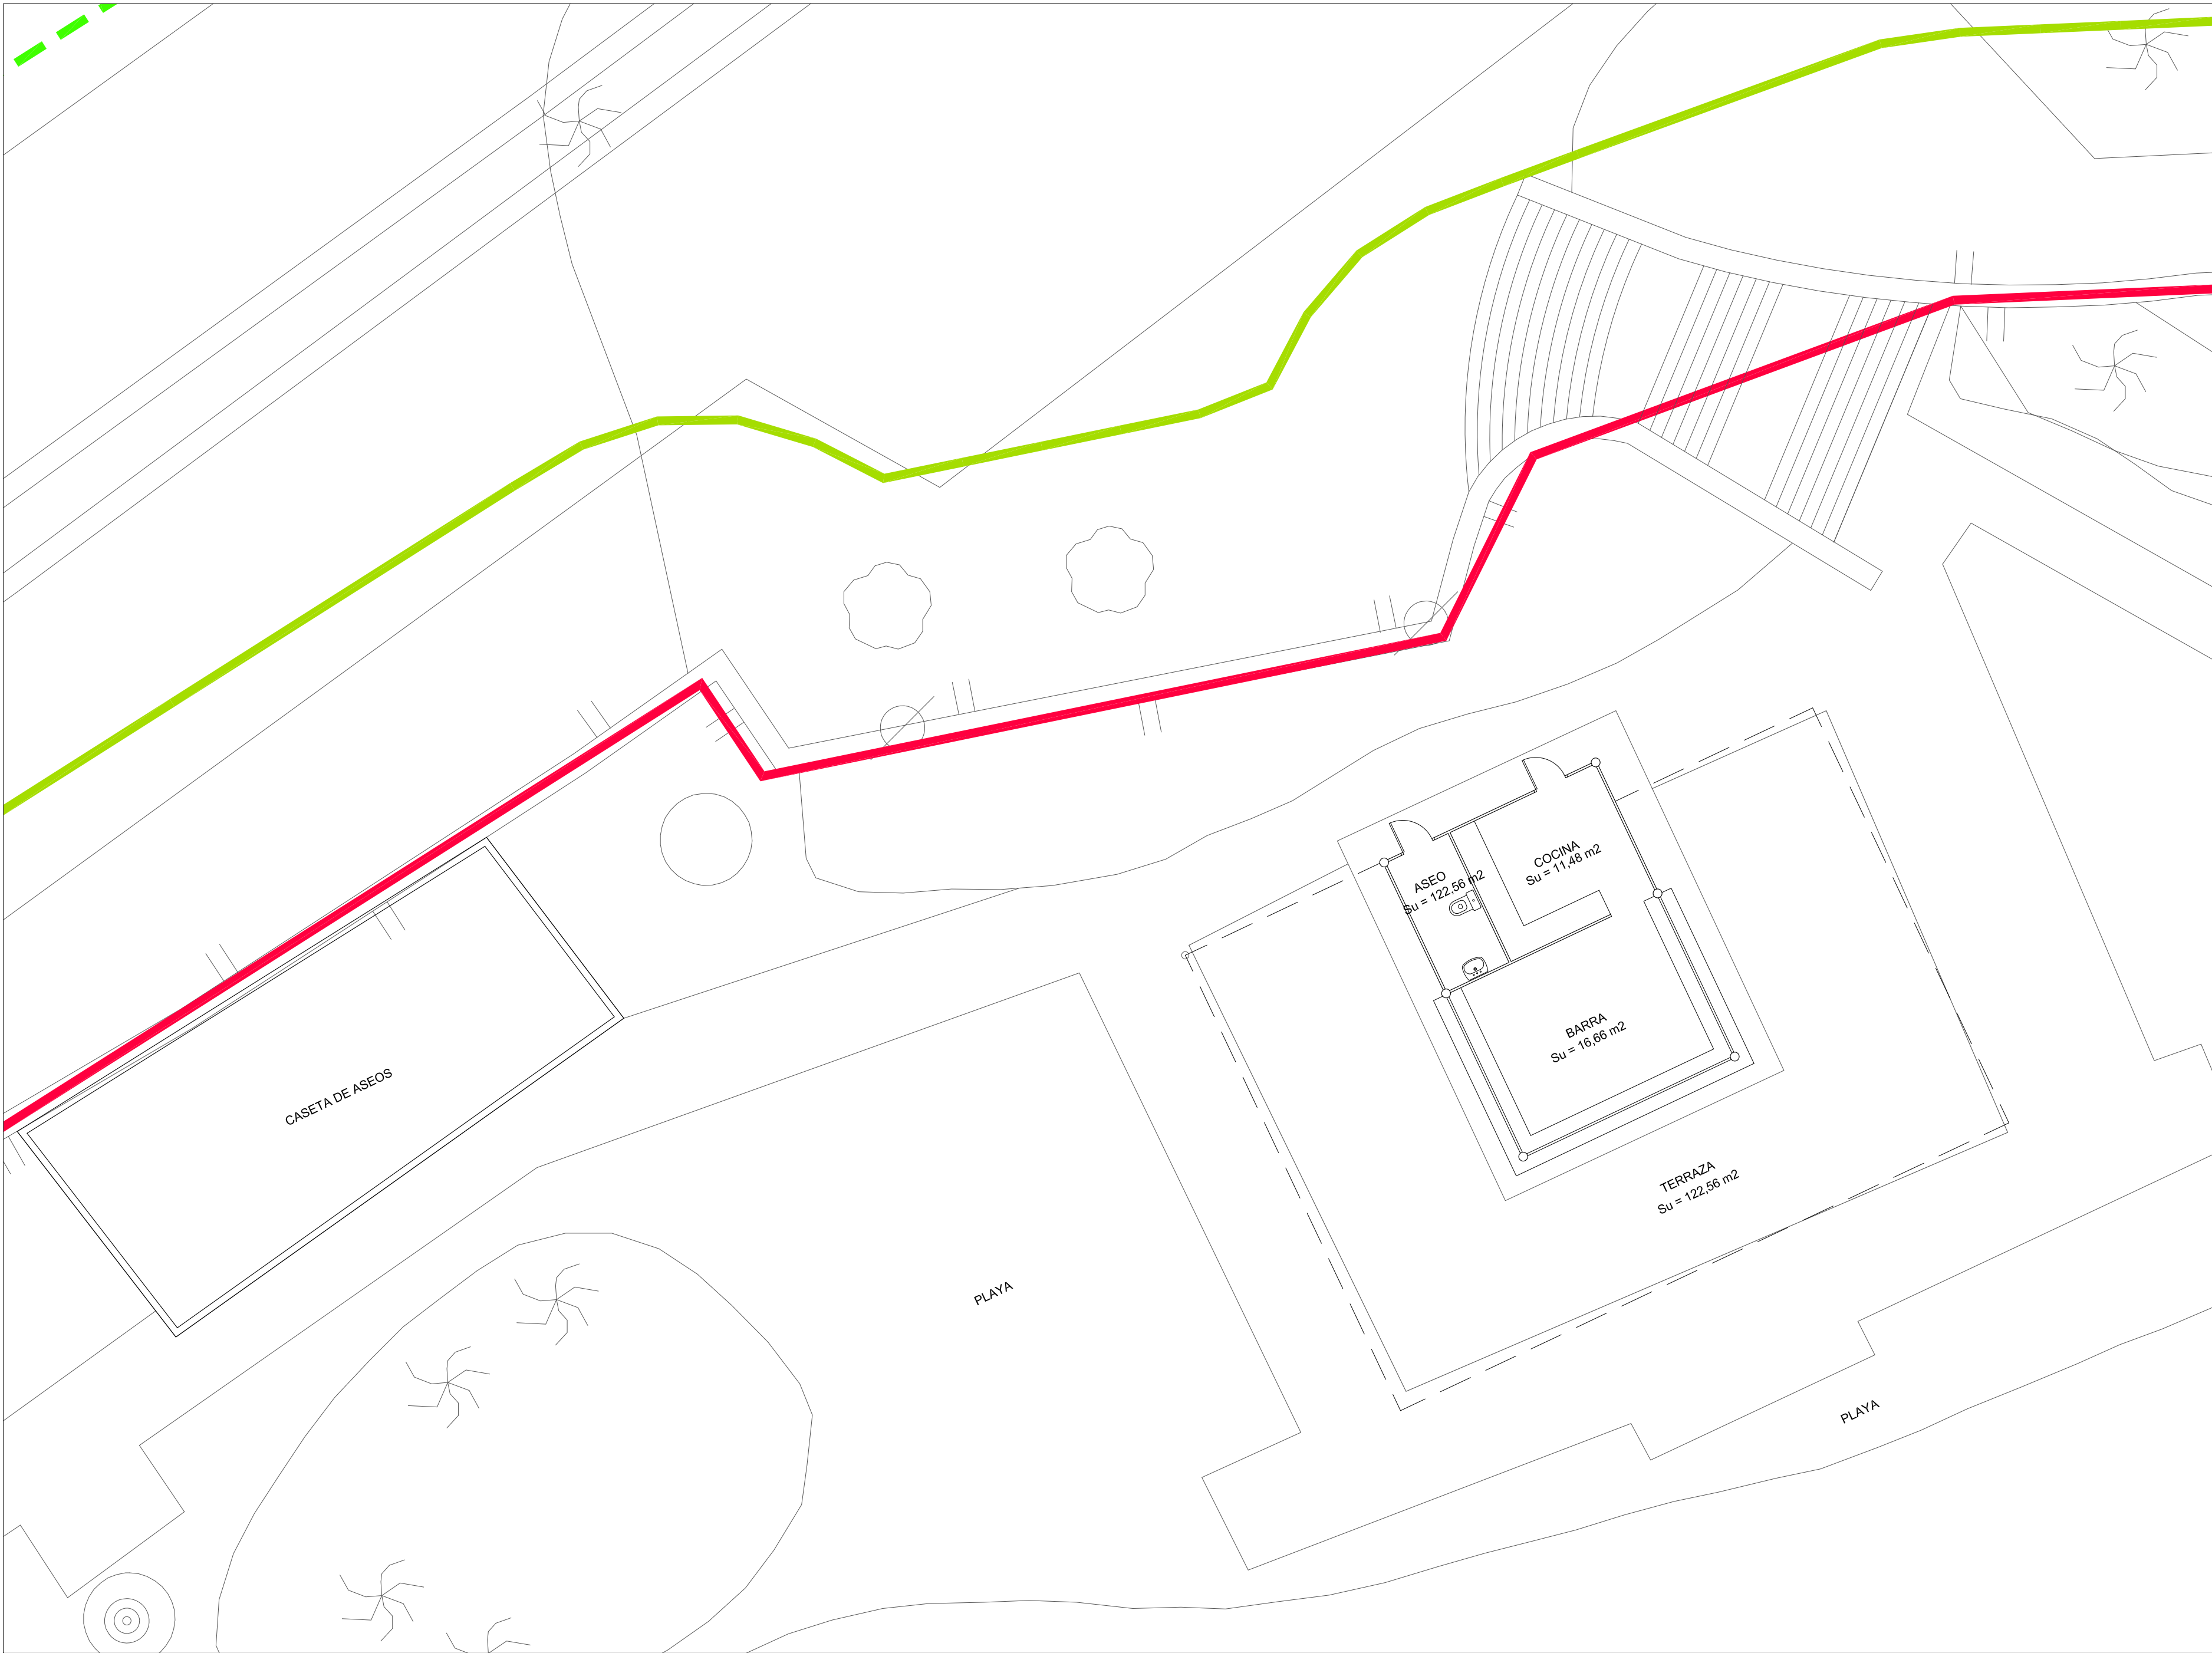 COCINA
Su = 11,48 m2
ASEO
Su = 122,56 m2
BARRA
Su = 16,66 m2
CASETA DE ASEOS
TERRAZA
Su = 122,56 m2
PLAYA
PLAYA